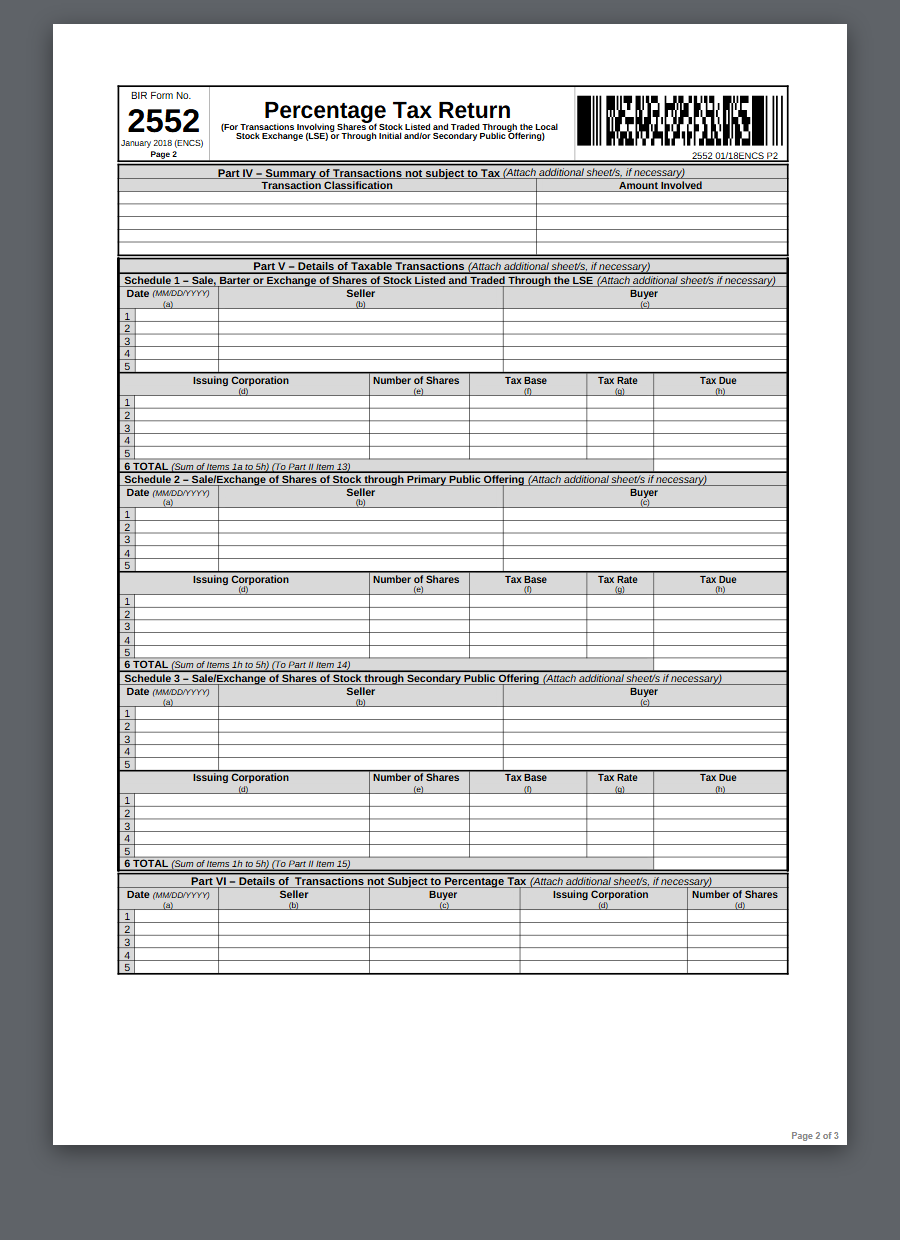 BIR Form No.
2552
January 2018 (ENCS)
Page 2
Percentage Tax Return
(For Transactions Involving Shares of Stock Listed and Traded Through the Local
Stock Exchange (LSE) or Through Initial and/or Secondary Public Offering)
2552 01/18ENCS P2
Part IV – Summary of Transactions not subject to Tax (Attach additional sheet/s, if necessary)
Transaction Classification Amount Involved
Part V – Details of Taxable Transactions (Attach additional sheet/s, if necessary)
Schedule 1 – Sale, Barter or Exchange of Shares of Stock Listed and Traded Through the LSE (Attach additional sheet/s if necessary)
Date (MM/DD/YYYY) Seller Buyer
(a) (b) (c)
1
2
3
4
5
Issuing Corporation Number of Shares Tax Base Tax Rate Tax Due
(d) (e) (f) (g) (h)
1
2
3
4
5
6 TOTAL (Sum of Items 1a to 5h) (To Part II Item 13)
Schedule 2 – Sale/Exchange of Shares of Stock through Primary Public Offering (Attach additional sheet/s if necessary)
Date (MM/DD/YYYY) Seller Buyer
(a) (b) (c)
1
2
3
4
5
Issuing Corporation Number of Shares Tax Base Tax Rate Tax Due
(d) (e) (f) (g) (h)
1
2
3
4
5
6 TOTAL (Sum of Items 1h to 5h) (To Part II Item 14)
Schedule 3 – Sale/Exchange of Shares of Stock through Secondary Public Offering (Attach additional sheet/s if necessary)
Date (MM/DD/YYYY) Seller Buyer
(a) (b) (c)
1
2
3
4
5
Issuing Corporation Number of Shares Tax Base Tax Rate Tax Due
(d) (e) (f) (g) (h)
1
2
3
4
5
6 TOTAL (Sum of Items 1h to 5h) (To Part II Item 15)
Part VI – Details of Transactions not Subject to Percentage Tax (Attach additional sheet/s, if necessary)
Date (MM/DD/YYYY) Seller Buyer Issuing Corporation Number of Shares
(a) (b) (c) (d) (d)
1
2
3
4
5
Page 2 of 3